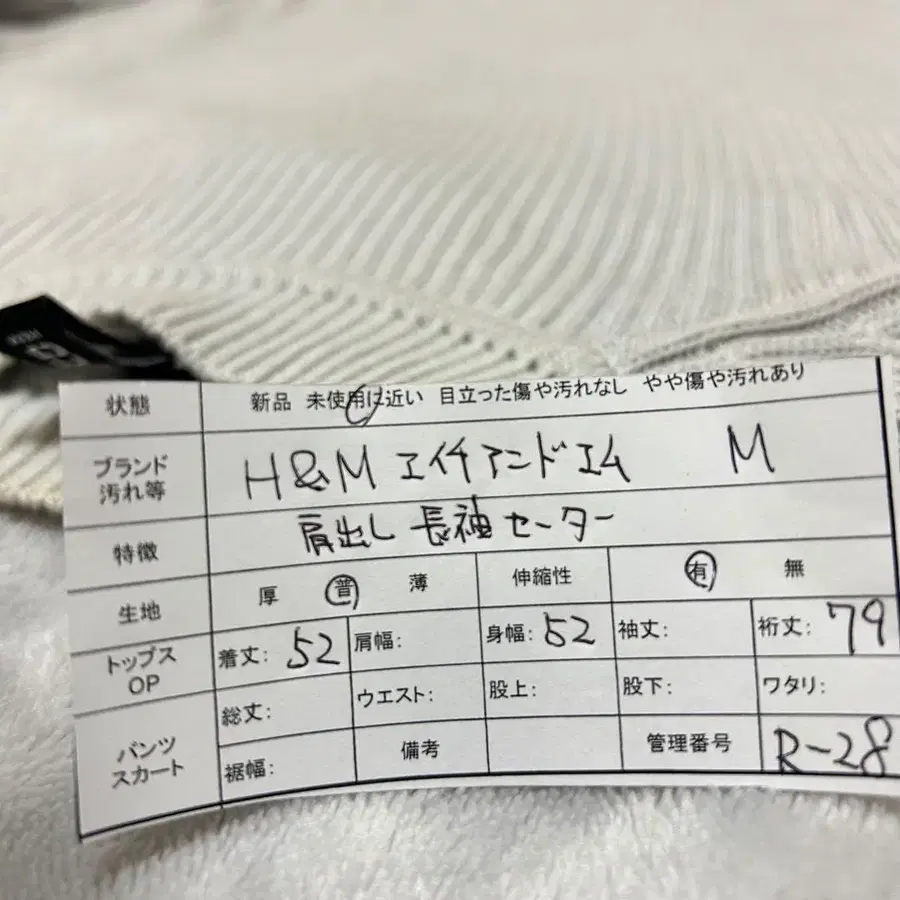 状態 新品 未使用に近い 目立った傷や汚れなし やや傷や汚れあり
ブランド
汚れ等 H&M エイチアンドエム M
特徴 肩出し 長袖セーター
生地 厚 普 薄 伸縮性 有 無
トップス
OP 着丈: 52 肩幅: 身幅: 52 袖丈: 裄丈: 79
パンツ
スカート 総丈: ウエスト: 股上: 股下: ワタリ:
裾幅: 備考 管理番号 R-28